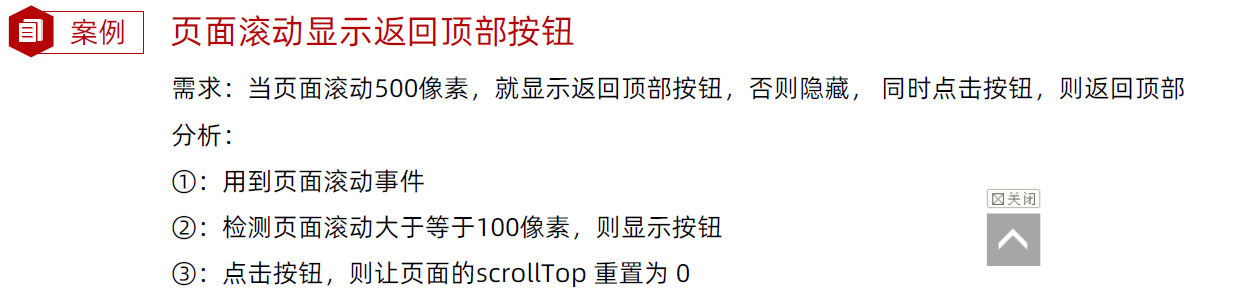 案例
页面滚动显示返回顶部按钮
需求：当页面滚动500像素，就显示返回顶部按钮，否则隐藏， 同时点击按钮，则返回顶部
分析：
①：用到页面滚动事件
②：检测页面滚动大于等于100像素，则显示按钮
③：点击按钮，则让页面的scrollTop 重置为 0
关闭